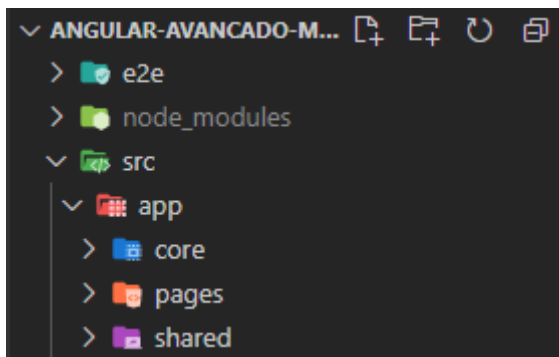 ANGULAR-AVANCADO-M...
e2e
node_modules
src
app
core
pages
shared